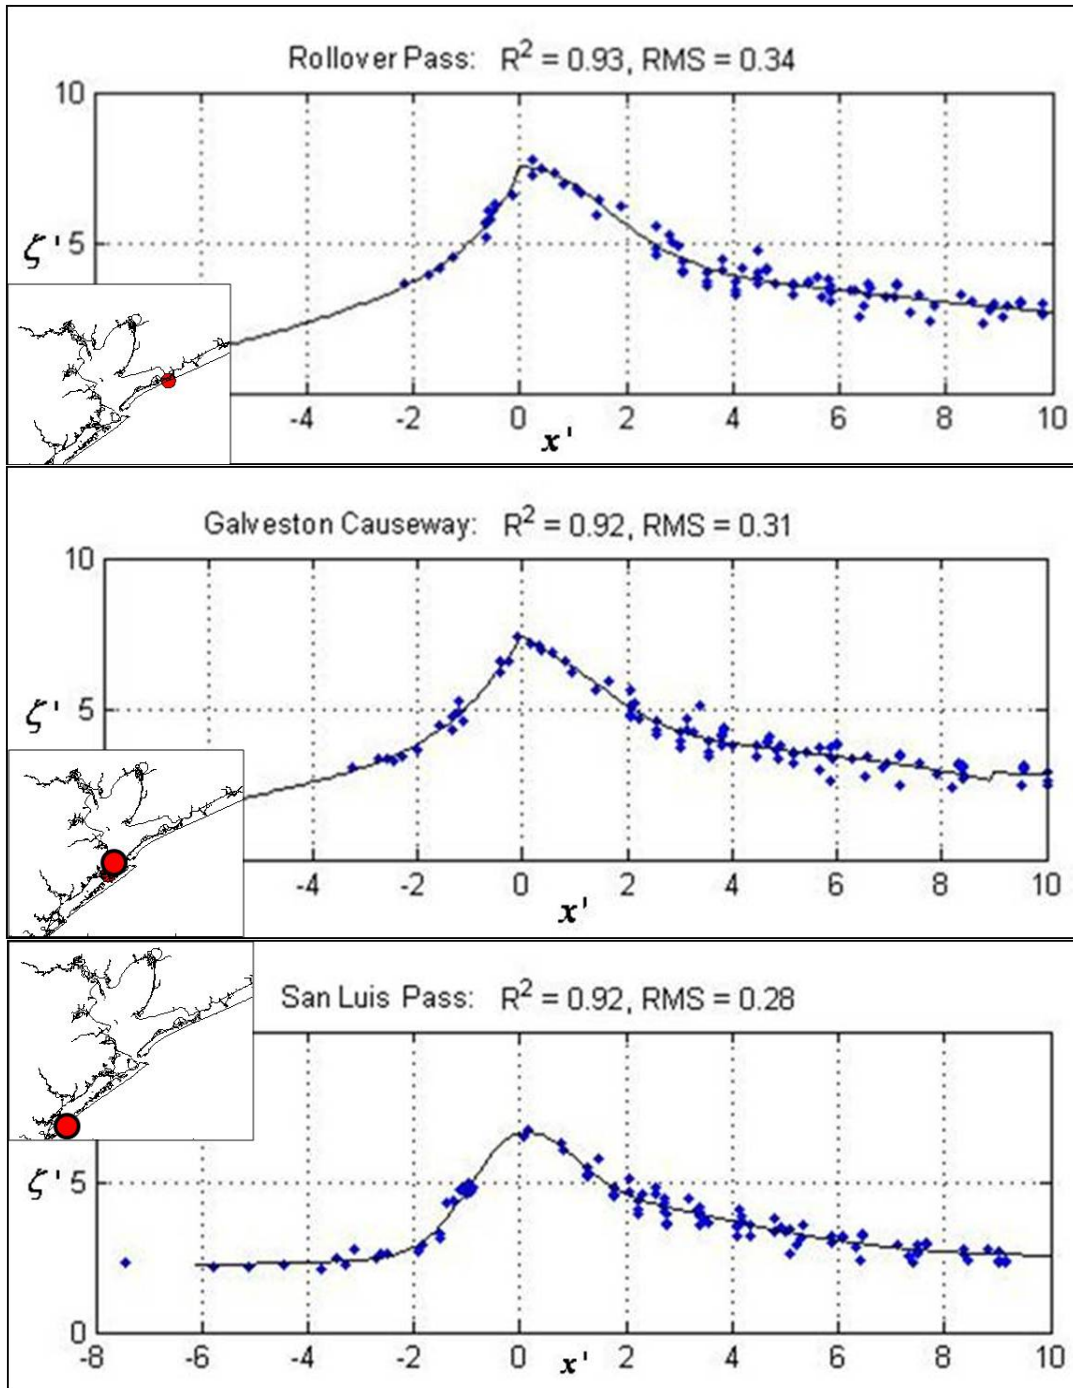 Rollover Pass: R² = 0.93, RMS = 0.34
10
5
ζ'
-4 -2 0 2 4 6 8 10
x'
Galveston Causeway: R² = 0.92, RMS = 0.31
10
5
ζ'
-4 -2 0 2 4 6 8 10
x'
San Luis Pass: R² = 0.92, RMS = 0.28
5
ζ'
0
-8 -6 -4 -2 0 2 4 6 8 10
x'